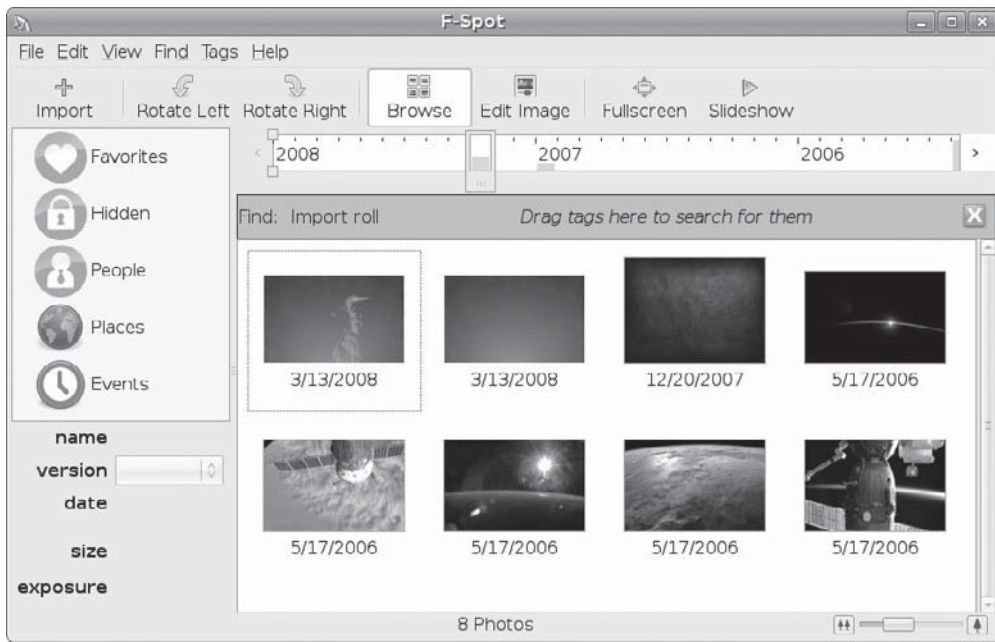 F-Spot
File Edit View Find Tags Help
Import Rotate Left Rotate Right Browse Edit Image Fullscreen Slideshow
Favorites
Hidden
People
Places
Events
name
version
date
size
exposure
2008 2007 2006
Find: Import roll Drag tags here to search for them
3/13/2008 3/13/2008 12/20/2007 5/17/2006
5/17/2006 5/17/2006 5/17/2006 5/17/2006
8 Photos